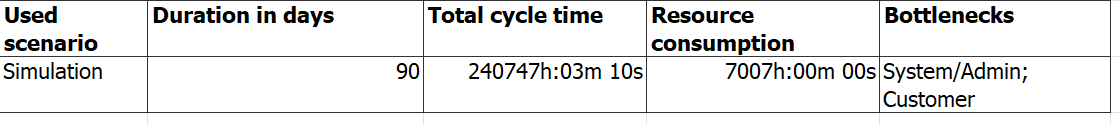 Used scenario	Duration in days	Total cycle time	Resource consumption	Bottlenecks
Simulation	90	240747h:03m 10s	7007h:00m 00s	System/Admin; Customer